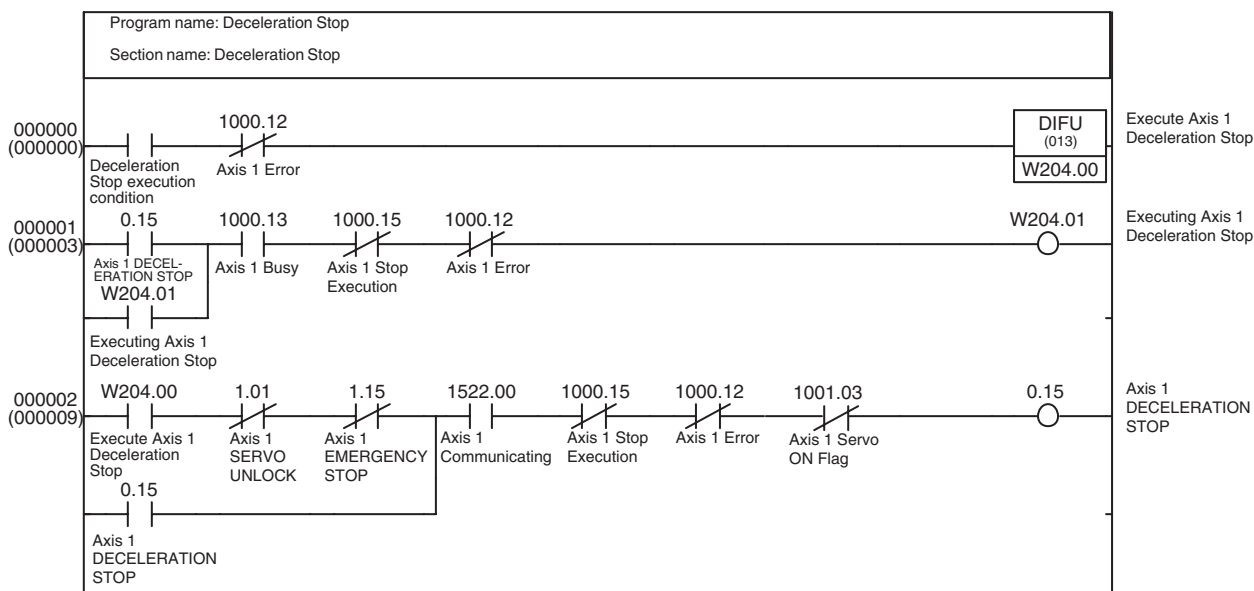 Program name: Deceleration Stop
Section name: Deceleration Stop
000000
(000000)
Deceleration
Stop execution
condition
1000.12
Axis 1 Error
DIFU
(013)
W204.00
Execute Axis 1
Deceleration Stop
000001
(000003)
0.15
Axis 1 DECEL-
ERATION STOP
1000.13
Axis 1 Busy
1000.15
Axis 1 Stop
Execution
1000.12
Axis 1 Error
W204.01
Executing Axis 1
Deceleration Stop
W204.01
Executing Axis 1
Deceleration Stop
000002
(000009)
W204.00
Execute Axis 1
Deceleration
Stop
1.01
Axis 1
SERVO
UNLOCK
1.15
Axis 1
EMERGENCY
STOP
1522.00
Axis 1
Communicating
1000.15
Axis 1 Stop
Execution
1000.12
Axis 1 Error
1001.03
Axis 1 Servo
ON Flag
0.15
Axis 1
DECELERATION
STOP
0.15
Axis 1
DECELERATION
STOP